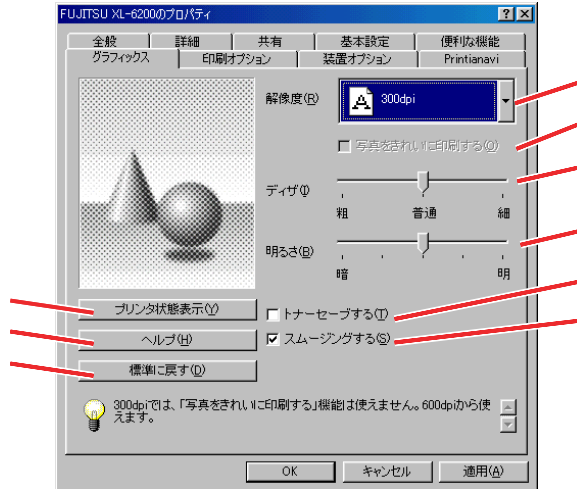 FUJITSU XL-6200のプロパティ
全般 詳細 共有 基本設定 便利な機能
グラフィックス 印刷オプション 装置オプション Printianavi
解像度(R) 300dpi
写真をきれいに印刷する(O)
ディザ(I)
粗 普通 細
明るさ(B)
暗 明
プリンタ状態表示(Y)
トナーセーブする(T)
ヘルプ(H)
スムージングする(S)
標準に戻す(D)
300dpiでは、「写真をきれいに印刷する」機能は使えません。600dpiから使
えます。
OK キャンセル 適用(A)